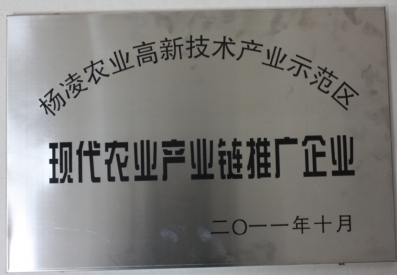 杨凌农业高新技术产业示范区
现代农业产业链推广企业
二〇一一年十月